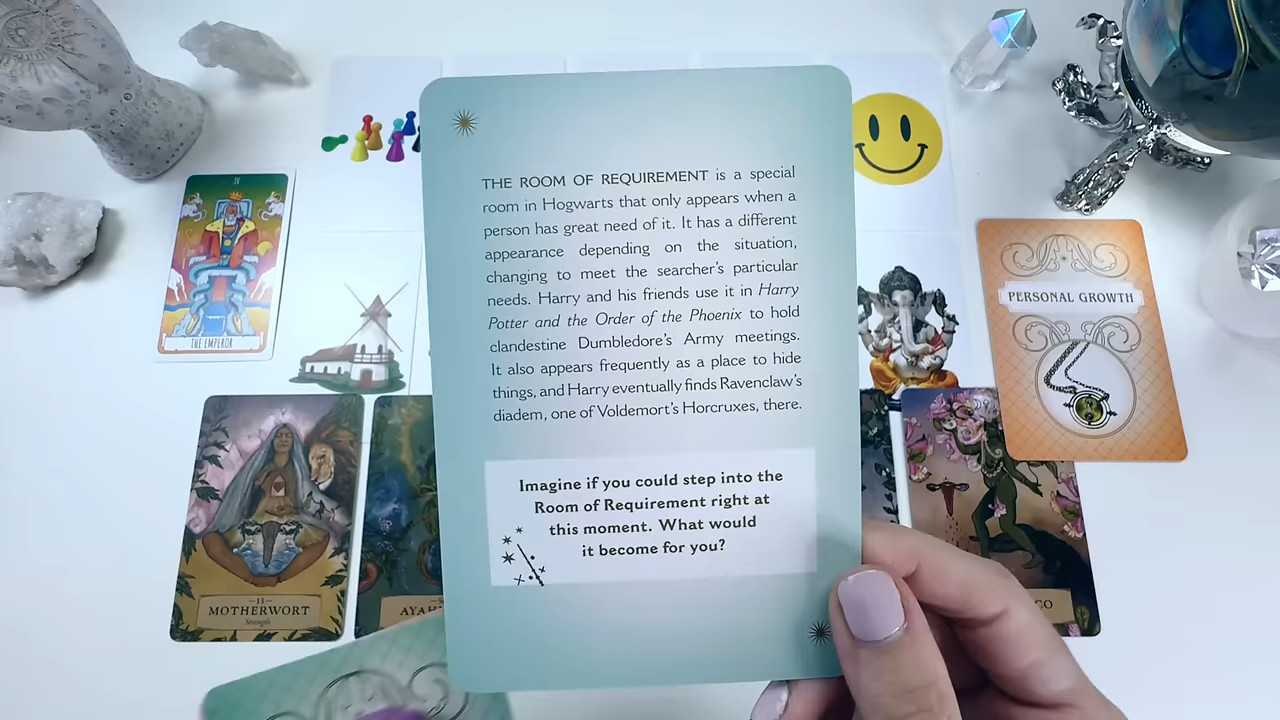 THE ROOM OF REQUIREMENT is a special
room in Hogwarts that only appears when a
person has great need of it. It has a different
appearance depending on the situation,
changing to meet the searcher's particular
needs. Harry and his friends use it in Harry
Potter and the Order of the Phoenix to hold
clandestine Dumbledore's Army meetings.
It also appears frequently as a place to hide
things, and Harry eventually finds Ravenclaw's
diadem, one of Voldemort's Horcruxes, there.
Imagine if you could step into the
Room of Requirement right at
this moment. What would
it become for you?
IV
THE EMPEROR
PERSONAL GROWTH
MOTHERWORT
Strength